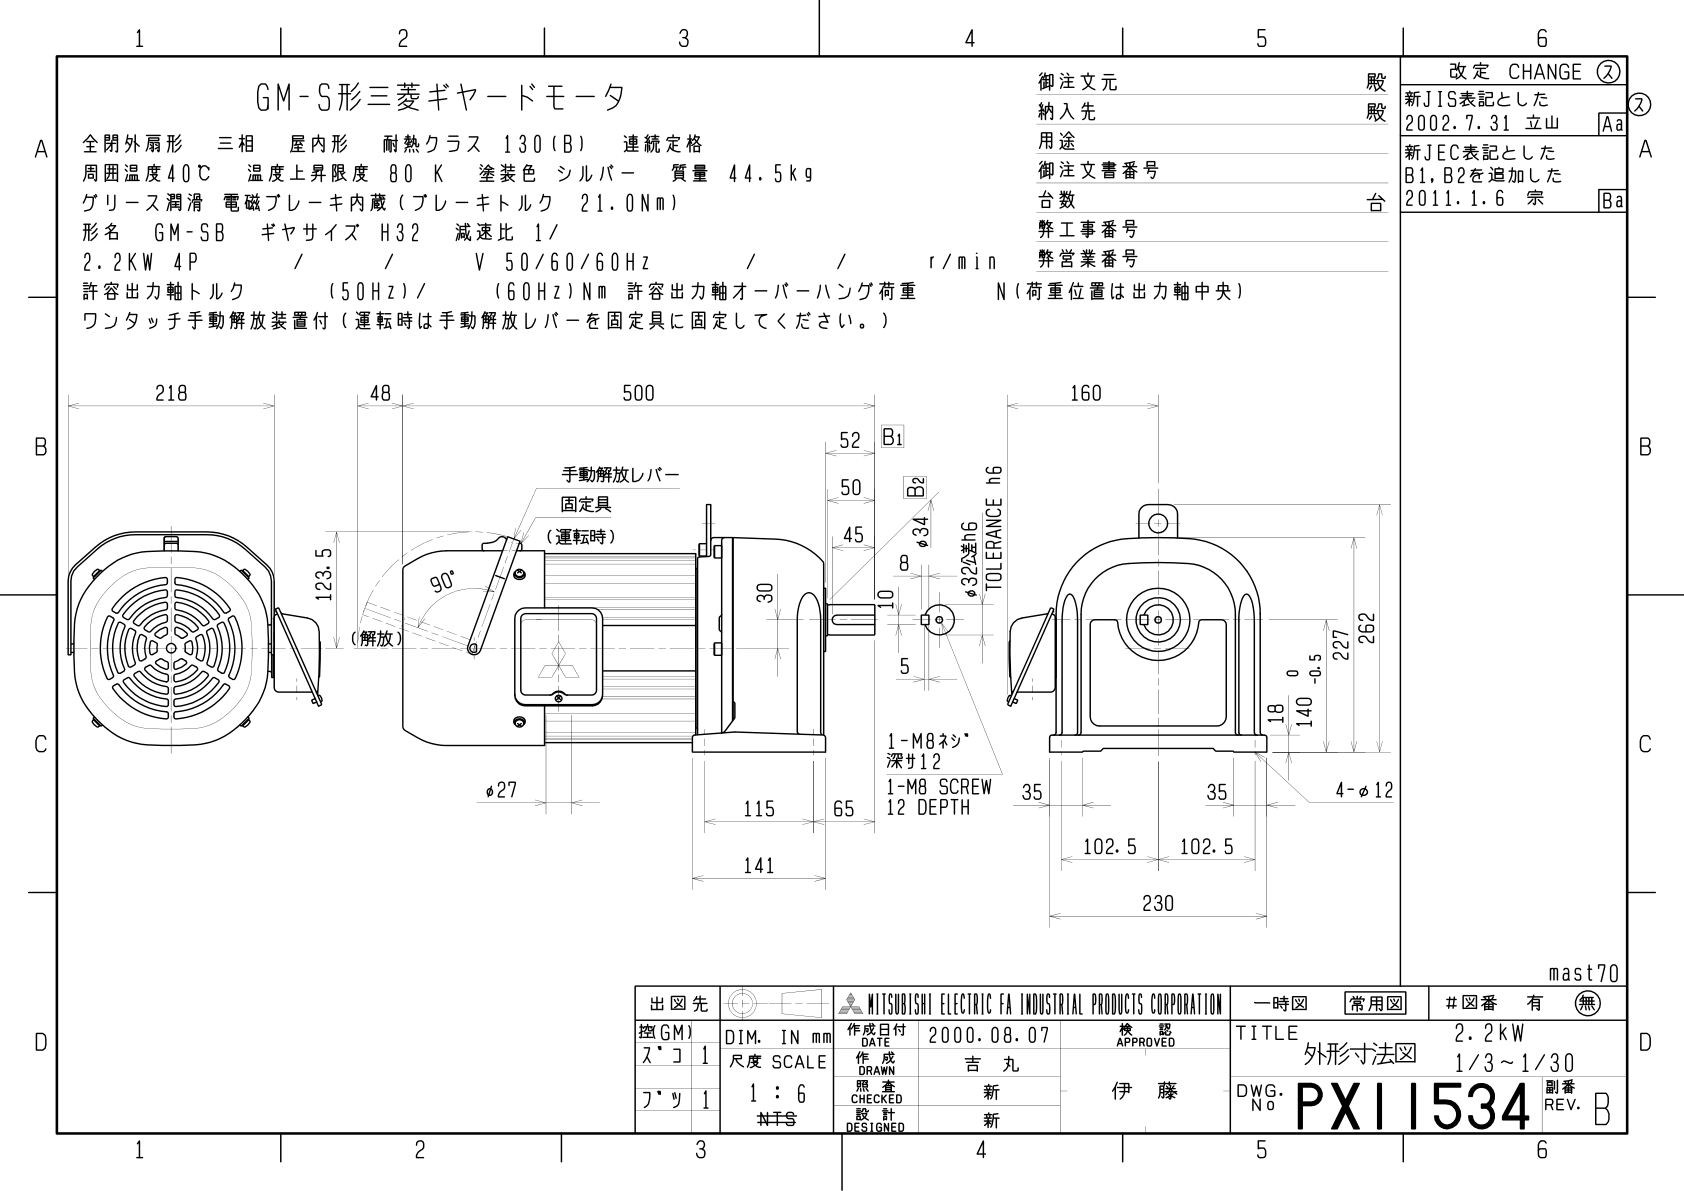 1 2 3 4 5 6
GM-S形三菱ギヤードモータ
全閉外扇形 三相 屋内形 耐熱クラス 130(B) 連続定格
周囲温度40℃ 温度上昇限度 80 K 塗装色 シルバー 質量 44.5kg
グリース潤滑 電磁ブレーキ内蔵(ブレーキトルク 21.0Nm)
形名 GM-SB ギヤサイズ H32 減速比 1/
2.2KW 4P / / V 50/60/60Hz / / r/min
許容出力軸トルク (50Hz)/ (60Hz)Nm 許容出力軸オーバーハング荷重 N(荷重位置は出力軸中央)
ワンタッチ手動解放装置付(運転時は手動解放レバーを固定具に固定してください。)
御注文元 殿
納入先 殿
用途
御注文書番号
台数 台
弊工事番号
弊営業番号
改定 CHANGE ス
新JIS表記とした ス
2002.7.31 立山 Aa
新JEC表記とした
B1,B2を追加した
2011.1.6 宗 Ba
A A
B B
C C
D D
218
48
500
160
52 B1
50 B2
45
手動解放レバー
固定具
(運転時)
90°
(解放)
123.5
30
10
8
5
φ34
φ32公差h6
TOLERANCE h6
1-M8ネジ
深サ12
1-M8 SCREW
12 DEPTH
φ27
115
65
141
18
140 0 -0.5
227
262
35
35
4-φ12
102.5
102.5
230
mast70
出図先
控(GM)
ズコ 1
ブツ 1
DIM. IN mm
尺度 SCALE
1 : 6
NTS
MITSUBISHI ELECTRIC FA INDUSTRIAL PRODUCTS CORPORATION
作成日付 DATE 2000.08.07
作成 DRAWN 吉丸
照査 CHECKED 新
設計 DESIGNED 新
検認 APPROVED
伊藤
一時図 常用図 #図番 有 無
TITLE 外形寸法図
2.2kW
1/3~1/30
DWG. No PX11534
副番 REV. B
1 2 3 4 5 6